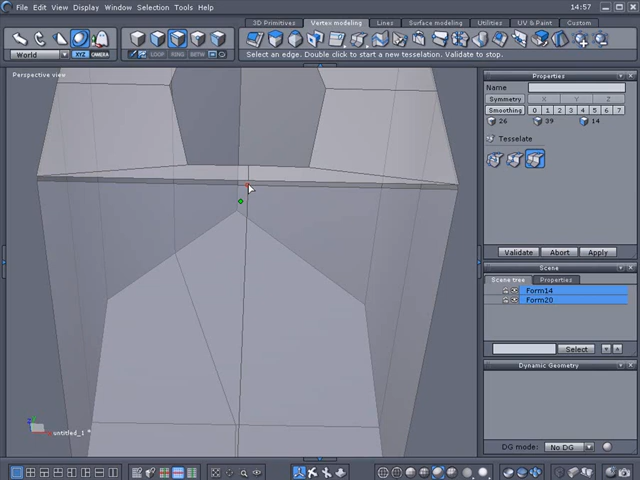 File Edit View Display Window Selection Tasks Help
14:57
3D Primitives Vertex modeling Lines Surface modeling Utilities UV & Paint Custom
World XYZ CAMERA
LOOP RING BETW
Select an edge. Double click to start a new tesselation. Validate to stop.
Perspective view
Properties
Name
Symmetry X Y Z
Smoothing 0 1 2 3 4 5 6 7
26 39 14
Tesselate
Validate Abort Apply
Scene
Scene tree Properties
Form14
Form20
Select
Dynamic Geometry
untitled_1 *
DG mode: No DG